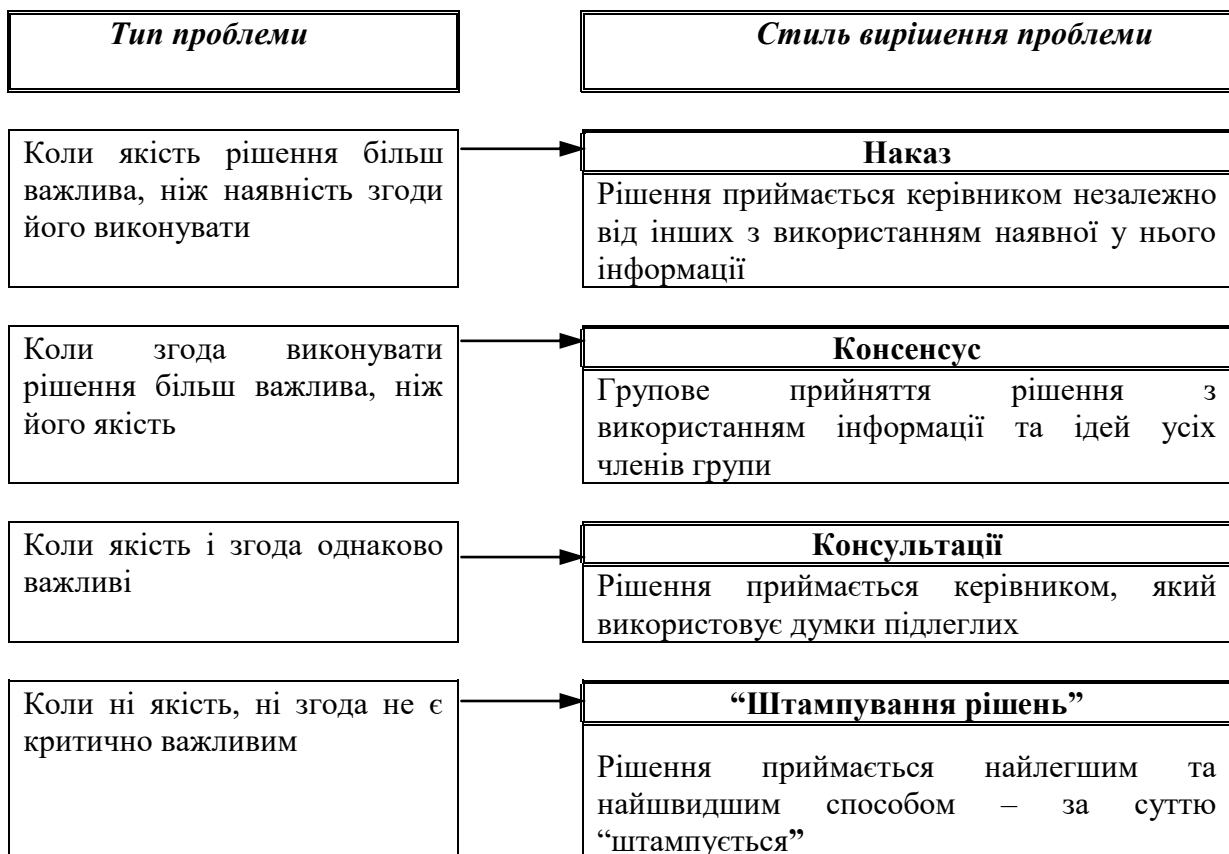 Тип проблеми
Стиль вирішення проблеми
Коли якість рішення більш
важлива, ніж наявність згоди
його виконувати
Наказ
Рішення приймається керівником незалежно
від інших з використанням наявної у нього
інформації
Коли згода виконувати
рішення більш важлива, ніж
його якість
Консенсус
Групове прийняття рішення з
використанням інформації та ідей усіх
членів групи
Коли якість і згода однаково
важливі
Консультації
Рішення приймається керівником, який
використовує думки підлеглих
Коли ні якість, ні згода не є
критично важливим
“Штампування рішень”
Рішення приймається найлегшим та
найшвидшим способом – за суттю
“штампується”